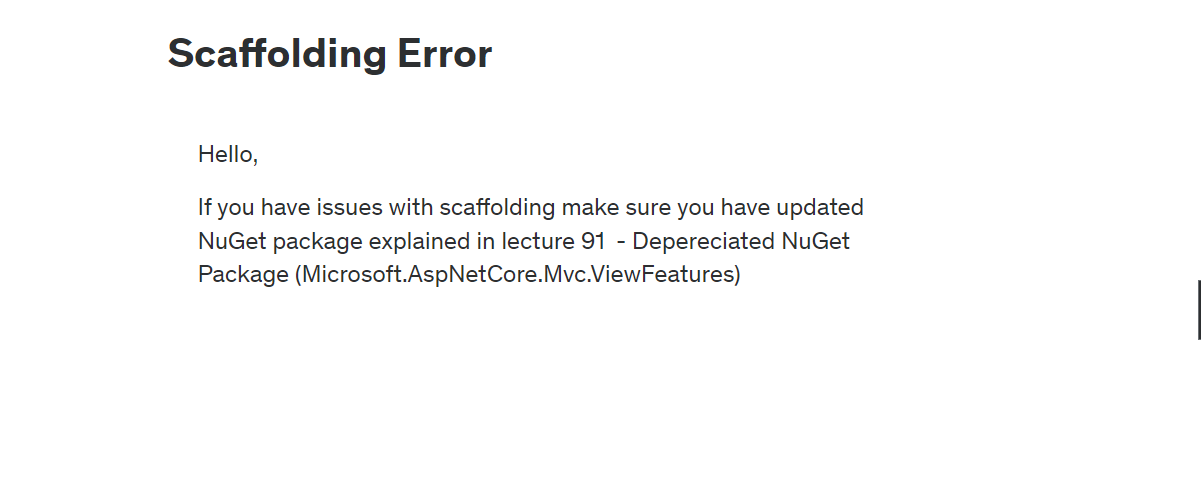 Scaffolding Error
Hello,
If you have issues with scaffolding make sure you have updated
NuGet package explained in lecture 91 - Depereciated NuGet
Package (Microsoft.AspNetCore.Mvc.ViewFeatures)